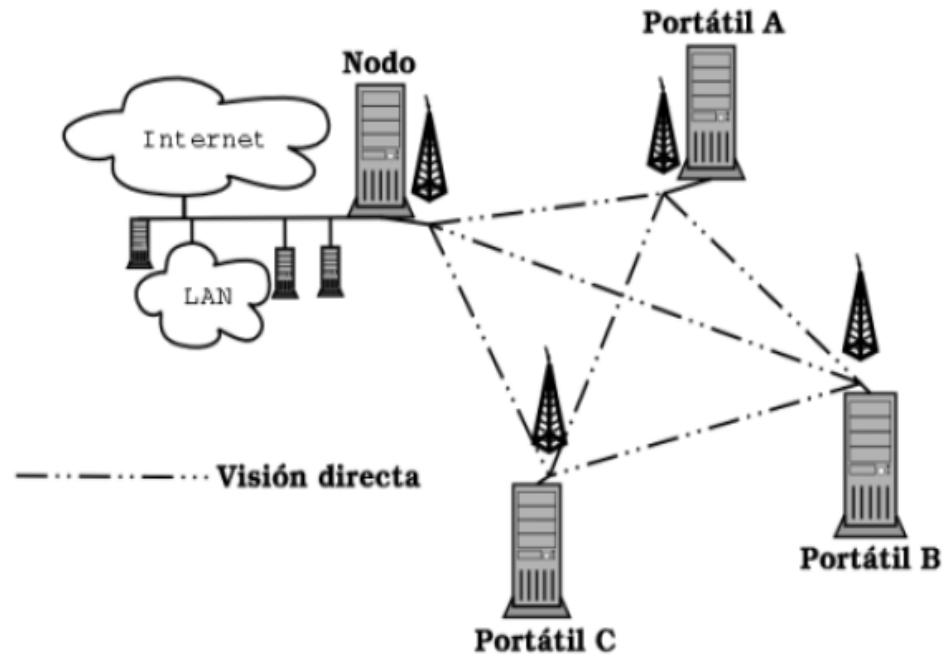 Portátil A
Nodo
Internet
LAN
Visión directa
Portátil B
Portátil C